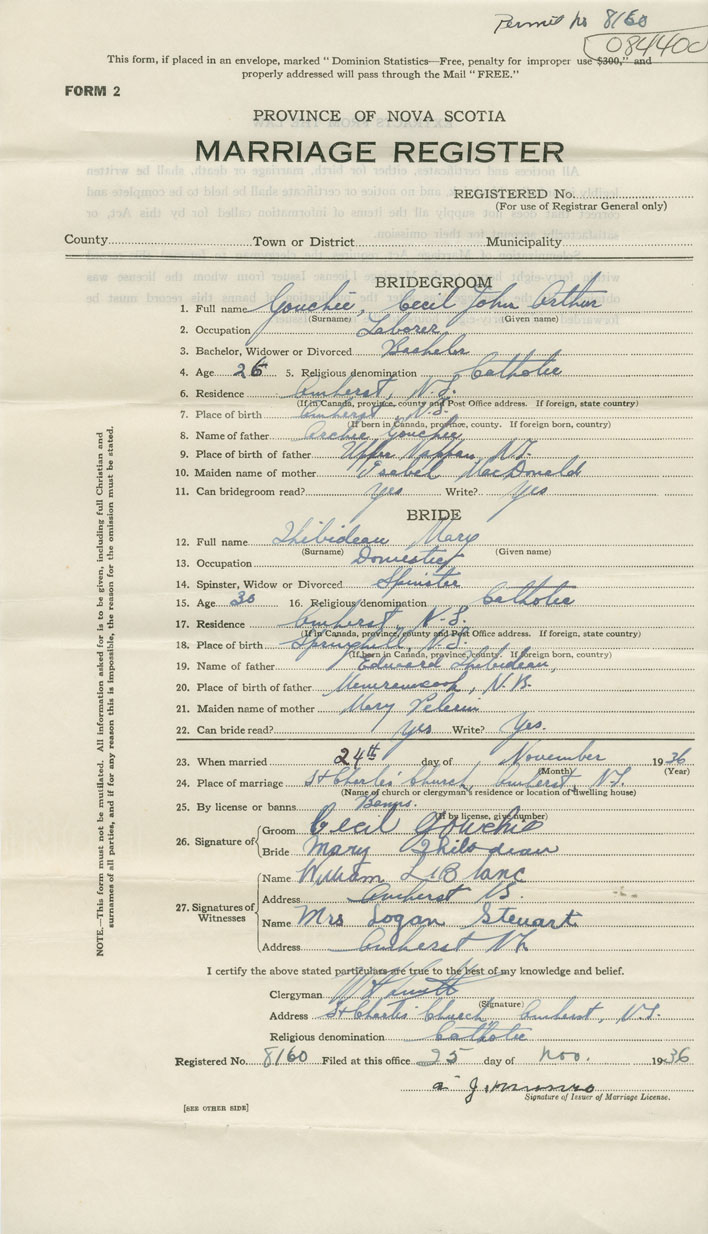 Permit No 8160
084400
This form, if placed in an envelope, marked "Dominion Statistics—Free, penalty for improper use $300," and
properly addressed will pass through the Mail "FREE."
FORM 2
PROVINCE OF NOVA SCOTIA
MARRIAGE REGISTER
REGISTERED No.
(For use of Registrar General only)
County Town or District Municipality
BRIDEGROOM
1. Full name Gouchie, Cecil John Arthur
(Surname) (Given name)
2. Occupation Laborer.
3. Bachelor, Widower or Divorced Bachelor
4. Age 26 5. Religious denomination Catholic
6. Residence Amherst, N.S.
(If in Canada, province, county and Post Office address. If foreign, state country)
7. Place of birth Amherst N.S.
(If born in Canada, province, county. If foreign born, country)
8. Name of father Archie Gouchie
9. Place of birth of father Upper Nappan, N.S.
10. Maiden name of mother Isabel MacDonald
11. Can bridegroom read? Yes Write? Yes
BRIDE
12. Full name Thibideau Mary
(Surname) (Given name)
13. Occupation Domestic
14. Spinster, Widow or Divorced Spinster
15. Age 30 16. Religious denomination Catholic
17. Residence Amherst, N.S.
(If in Canada, province, county and Post Office address. If foreign, state country)
18. Place of birth Springhill, N.S.
(If born in Canada, province, county. If foreign born, country)
19. Name of father Edward Thibideau,
20. Place of birth of father Memramcook, N.B.
21. Maiden name of mother Mary Pelerin
22. Can bride read? Yes Write? Yes.
23. When married 24th day of November 1936
(Month) (Year)
24. Place of marriage St Charles' Church, Amherst, N.S.
(Name of church or clergyman's residence or location of dwelling house)
25. By license or banns Banns.
(If by license, give number)
26. Signature of Groom Cecil Gouchie
Bride Mary Thibodeau
27. Signatures of Witnesses
Name William LeBlanc
Address Amherst NS.
Name Mrs Logan Steuart
Address Amherst NS
I certify the above stated particulars are true to the best of my knowledge and belief.
Clergyman
(Signature)
Address St Charles' Church, Amherst, N.S.
Religious denomination Catholic
Registered No. 8160 Filed at this office 25 day of Nov. 1936
Munro
Signature of Issuer of Marriage License.
[SEE OTHER SIDE]
NOTE.—This form must not be mutilated. All information asked for is to be given, including full Christian and
surnames of all parties, and if for any reason this is impossible, the reason for the omission must be stated.